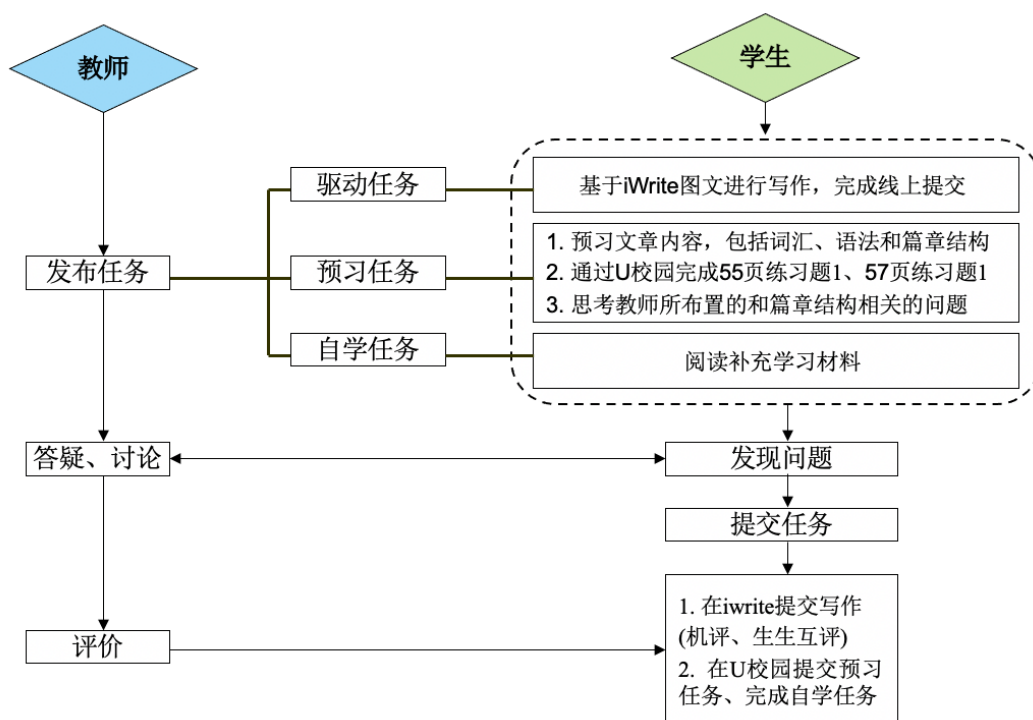 教师
学生
驱动任务
基于iWrite图文进行写作，完成线上提交
发布任务
预习任务
1. 预习文章内容，包括词汇、语法和篇章结构
2. 通过U校园完成55页练习题1、57页练习题1
3. 思考教师所布置的和篇章结构相关的问题
自学任务
阅读补充学习材料
答疑、讨论
发现问题
提交任务
评价
1. 在iwrite提交写作
(机评、生生互评)
2. 在U校园提交预习
任务、完成自学任务